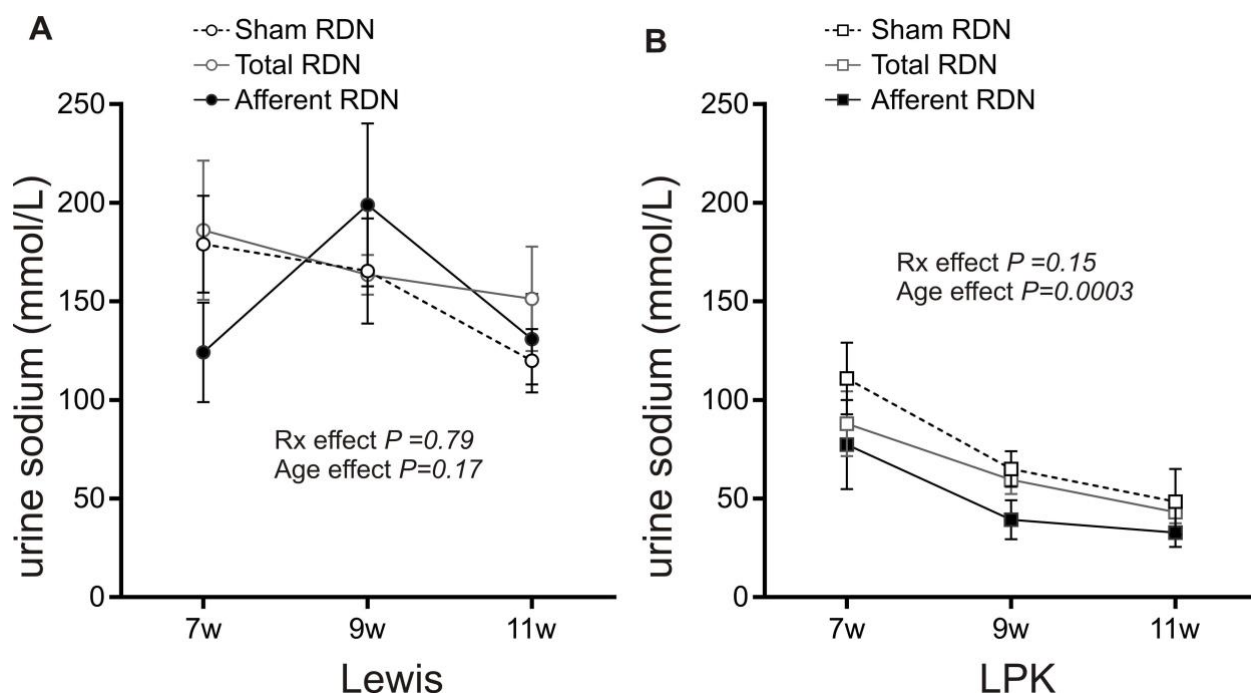 A
Sham RDN
Total RDN
Afferent RDN
250
200
150
100
50
0
urine sodium (mmol/L)
Rx effect P =0.79
Age effect P=0.17
7w
9w
11w
Lewis
B
Sham RDN
Total RDN
Afferent RDN
250
200
150
100
50
0
urine sodium (mmol/L)
Rx effect P =0.15
Age effect P=0.0003
7w
9w
11w
LPK